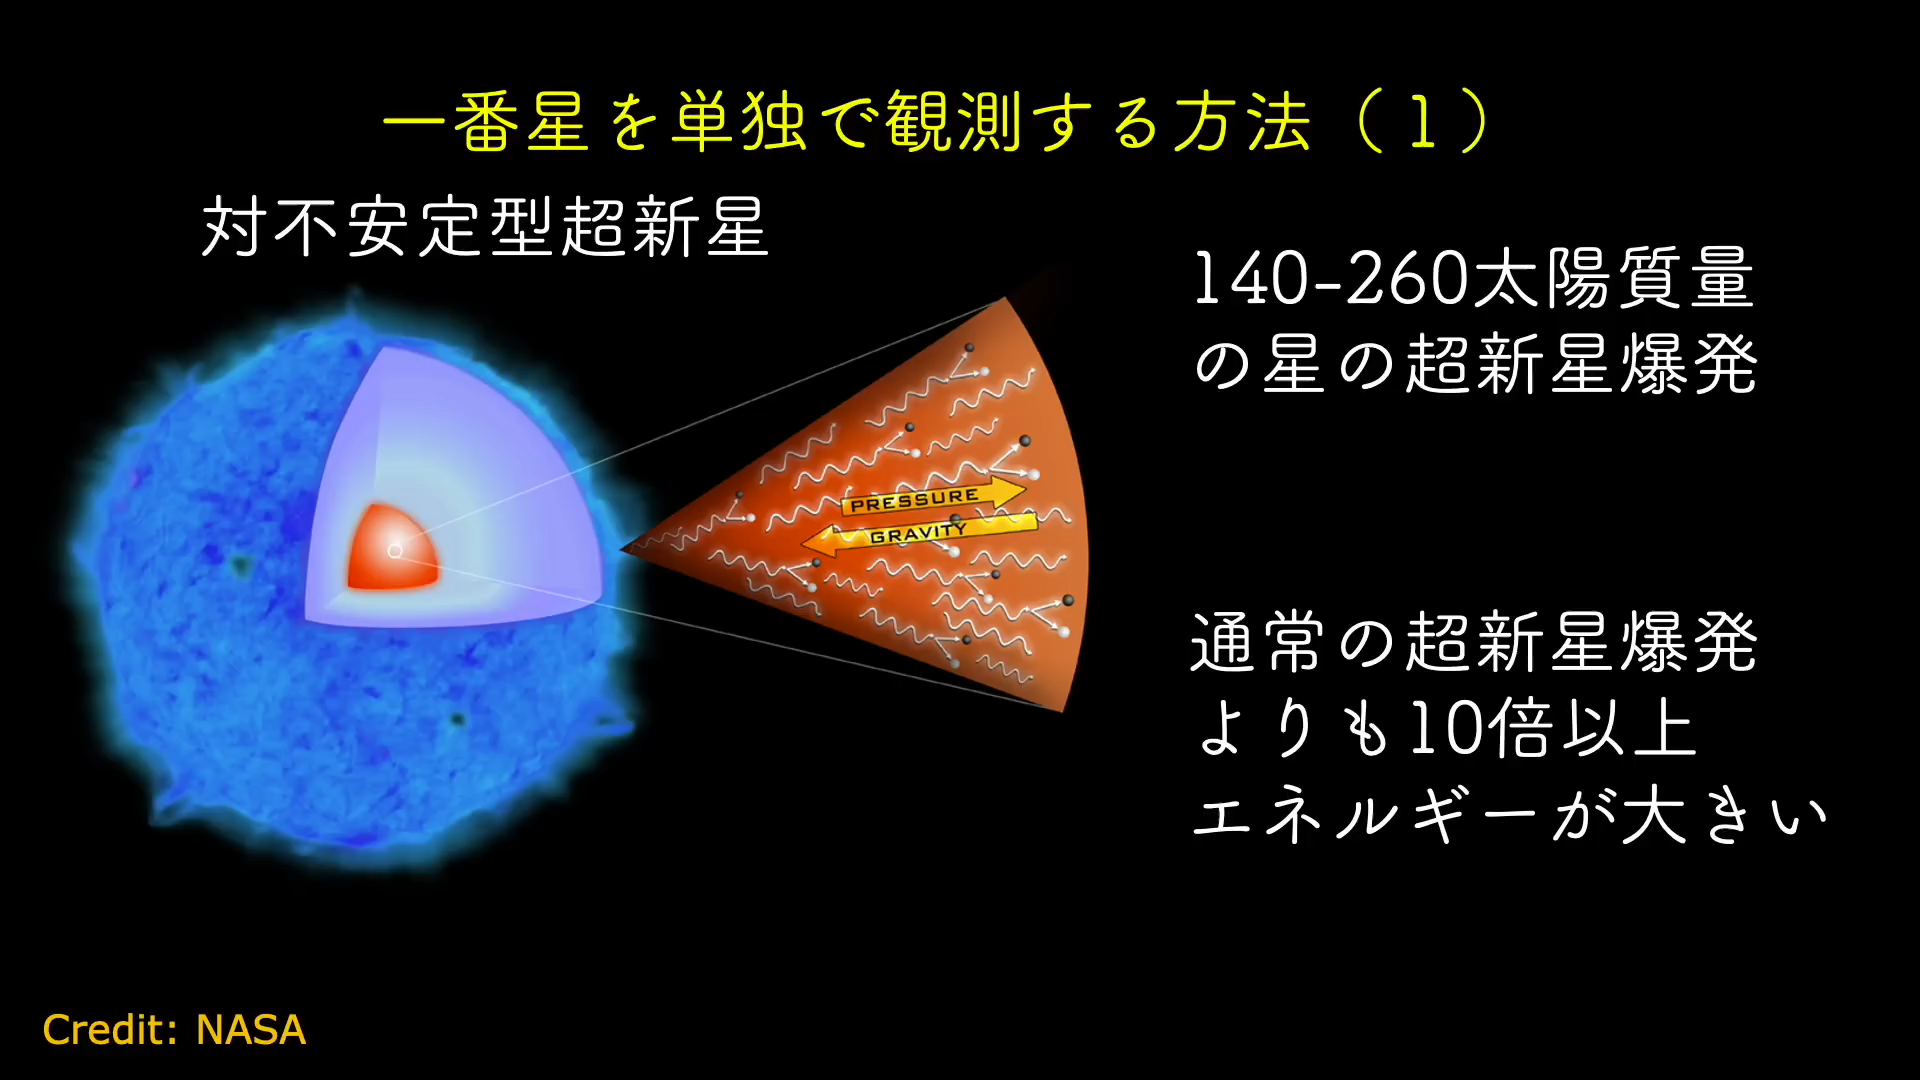 一番星を単独で観測する方法（１）
対不安定型超新星
140-260太陽質量
の星の超新星爆発
PRESSURE
GRAVITY
通常の超新星爆発
よりも10倍以上
エネルギーが大きい
Credit: NASA